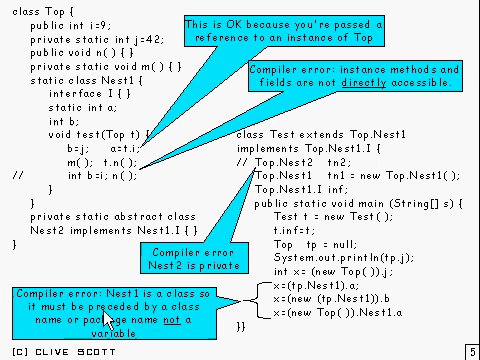 class Top {
public int i=9;
private static int j=42;
public void n( ) { }
private static void m( ) { }
static class Nest1 {
interface I { }
static int a;
int b;
void test(Top t) {
b=j;    a=t.i;
m( );  t.n( );
//        int b=i; n( );
}
}
private static abstract class
Nest2 implements Nest1.I { }
}
This is OK because you're passed a
reference to an instance of Top
Compiler error: instance methods and
fields are not directly accessible.
class Test extends Top.Nest1
implements Top.Nest1.I {
//  Top.Nest2   tn2;
Top.Nest1   tn1 = new Top.Nest1( );
Top.Nest1.I  inf;
public static void main (String[] s) {
Test t = new Test( );
t.inf=t;
Top   tp = null;
System.out.println(tp.j);
int x= (new Top( )).j;
x=(tp.Nest1).a;
x=(new (tp.Nest1)).b
x=(new Top( )).Nest1.a
}}
Compiler error
Nest2 is private
Compiler error: Nest1 is a class so
it must be preceded by a class
name or package name not a
variable
[C] CLIVE SCOTT
5